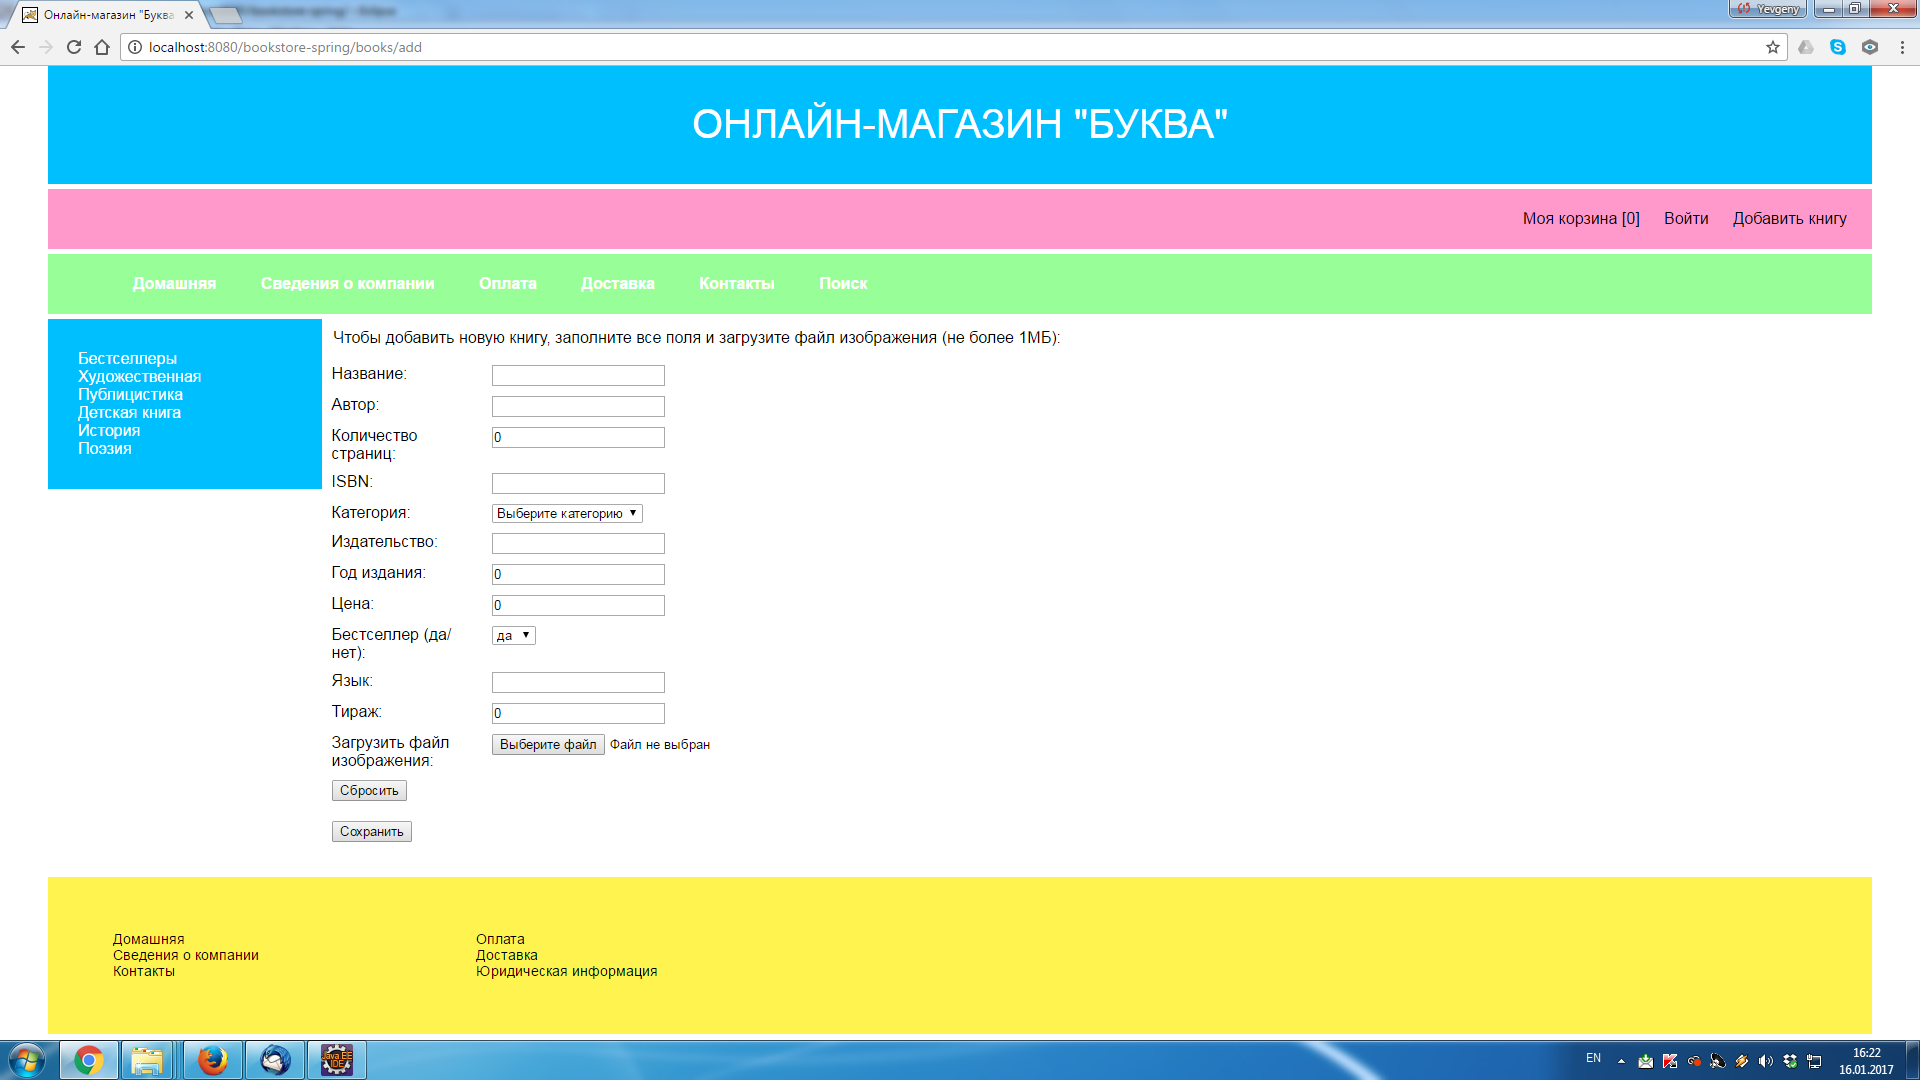 Онлайн-магазин "Буква
Yevgeny
localhost:8080/bookstore-spring/books/add
ОНЛАЙН-МАГАЗИН "БУКВА"
Моя корзина [0] Войти Добавить книгу
Домашняя Сведения о компании Оплата Доставка Контакты Поиск
Бестселлеры
Художественная
Публицистика
Детская книга
История
Поэзия
Чтобы добавить новую книгу, заполните все поля и загрузите файл изображения (не более 1МБ):
Название:
Автор:
Количество
страниц:
0
ISBN:
Категория: Выберите категорию
Издательство:
Год издания: 0
Цена: 0
Бестселлер (да/
нет):
да
Язык:
Тираж: 0
Загрузить файл
изображения:
Выберите файл Файл не выбран
Сбросить
Сохранить
Домашняя
Сведения о компании
Контакты
Оплата
Доставка
Юридическая информация
Java EE
IDE
EN
16:22
16.01.2017